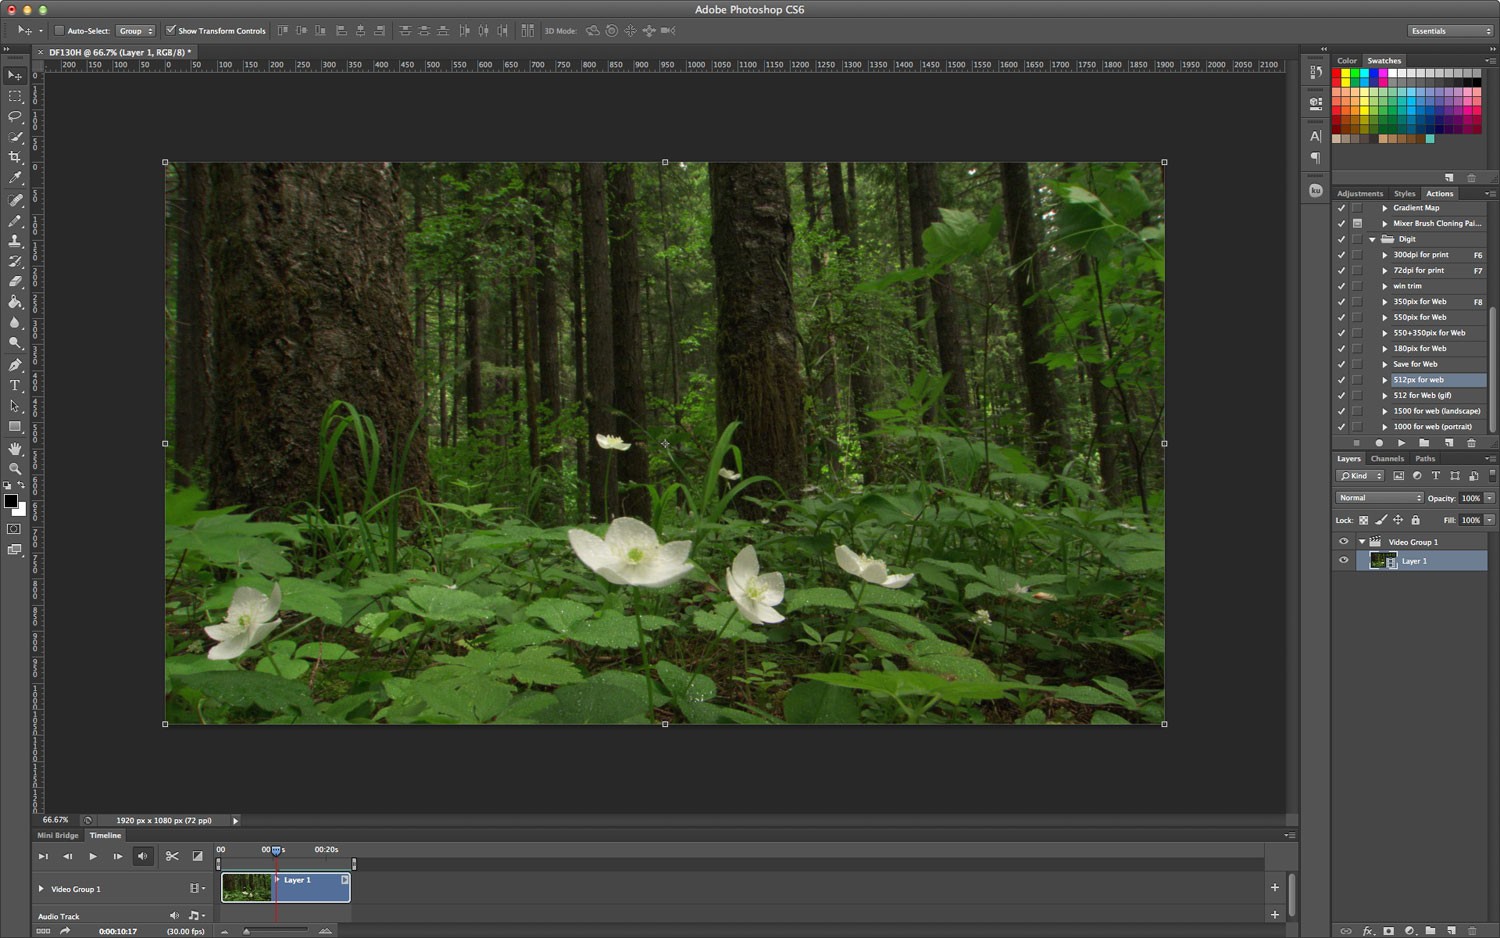 Adobe Photoshop CS6
Auto-Select: Group Show Transform Controls 3D Mode: Essentials
× DF130H @ 66.7% (Layer 1, RGB/8) *
200 150 100 50 0 50 100 150 200 250 300 350 400 450 500 550 600 650 700 750 800 850 900 950 1000 1050 1100 1150 1200 1250 1300 1350 1400 1450 1500 1550 1600 1650 1700 1750 1800 1850 1900 1950 2000 2050 2100
Color Swatches
A|
ku
Adjustments Styles Actions
Gradient Map
Mixer Brush Cloning Pai...
Digit
300dpi for print F6
72dpi for print F7
win trim
350pix for Web F8
550pix for Web
550+350pix for Web
180pix for Web
Save for Web
512px for web
512 for Web (gif)
1500 for web (landscape)
1000 for web (portrait)
Layers Channels Paths
Kind
Normal Opacity: 100%
Lock: Fill: 100%
Video Group 1
Layer 1
66.67% 1920 px x 1080 px (72 ppi)
Mini Bridge Timeline
00 00 s 00:20s
Layer 1
Video Group 1
Audio Track
0:00:10:17 (30.00 fps)
fx